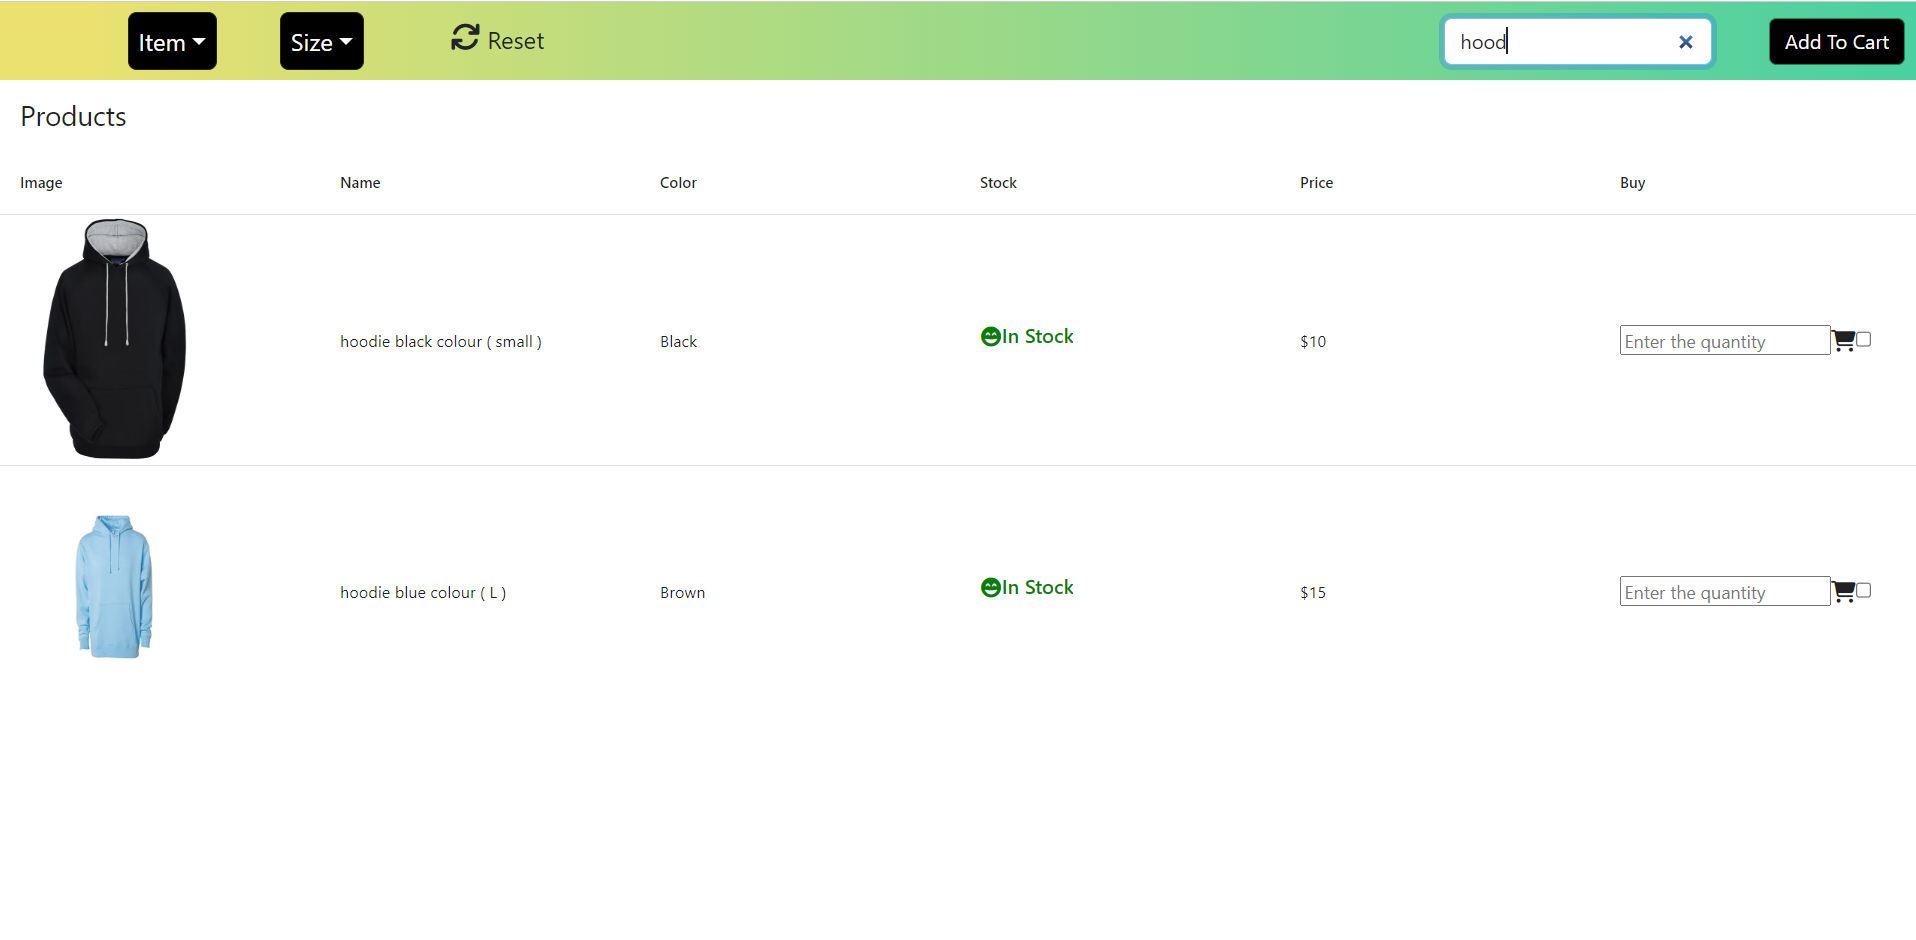 Item Size Reset hood Add To Cart
Products
Image Name Color Stock Price Buy
hoodie black colour ( small ) Black In Stock $10 Enter the quantity
hoodie blue colour ( L ) Brown In Stock $15 Enter the quantity